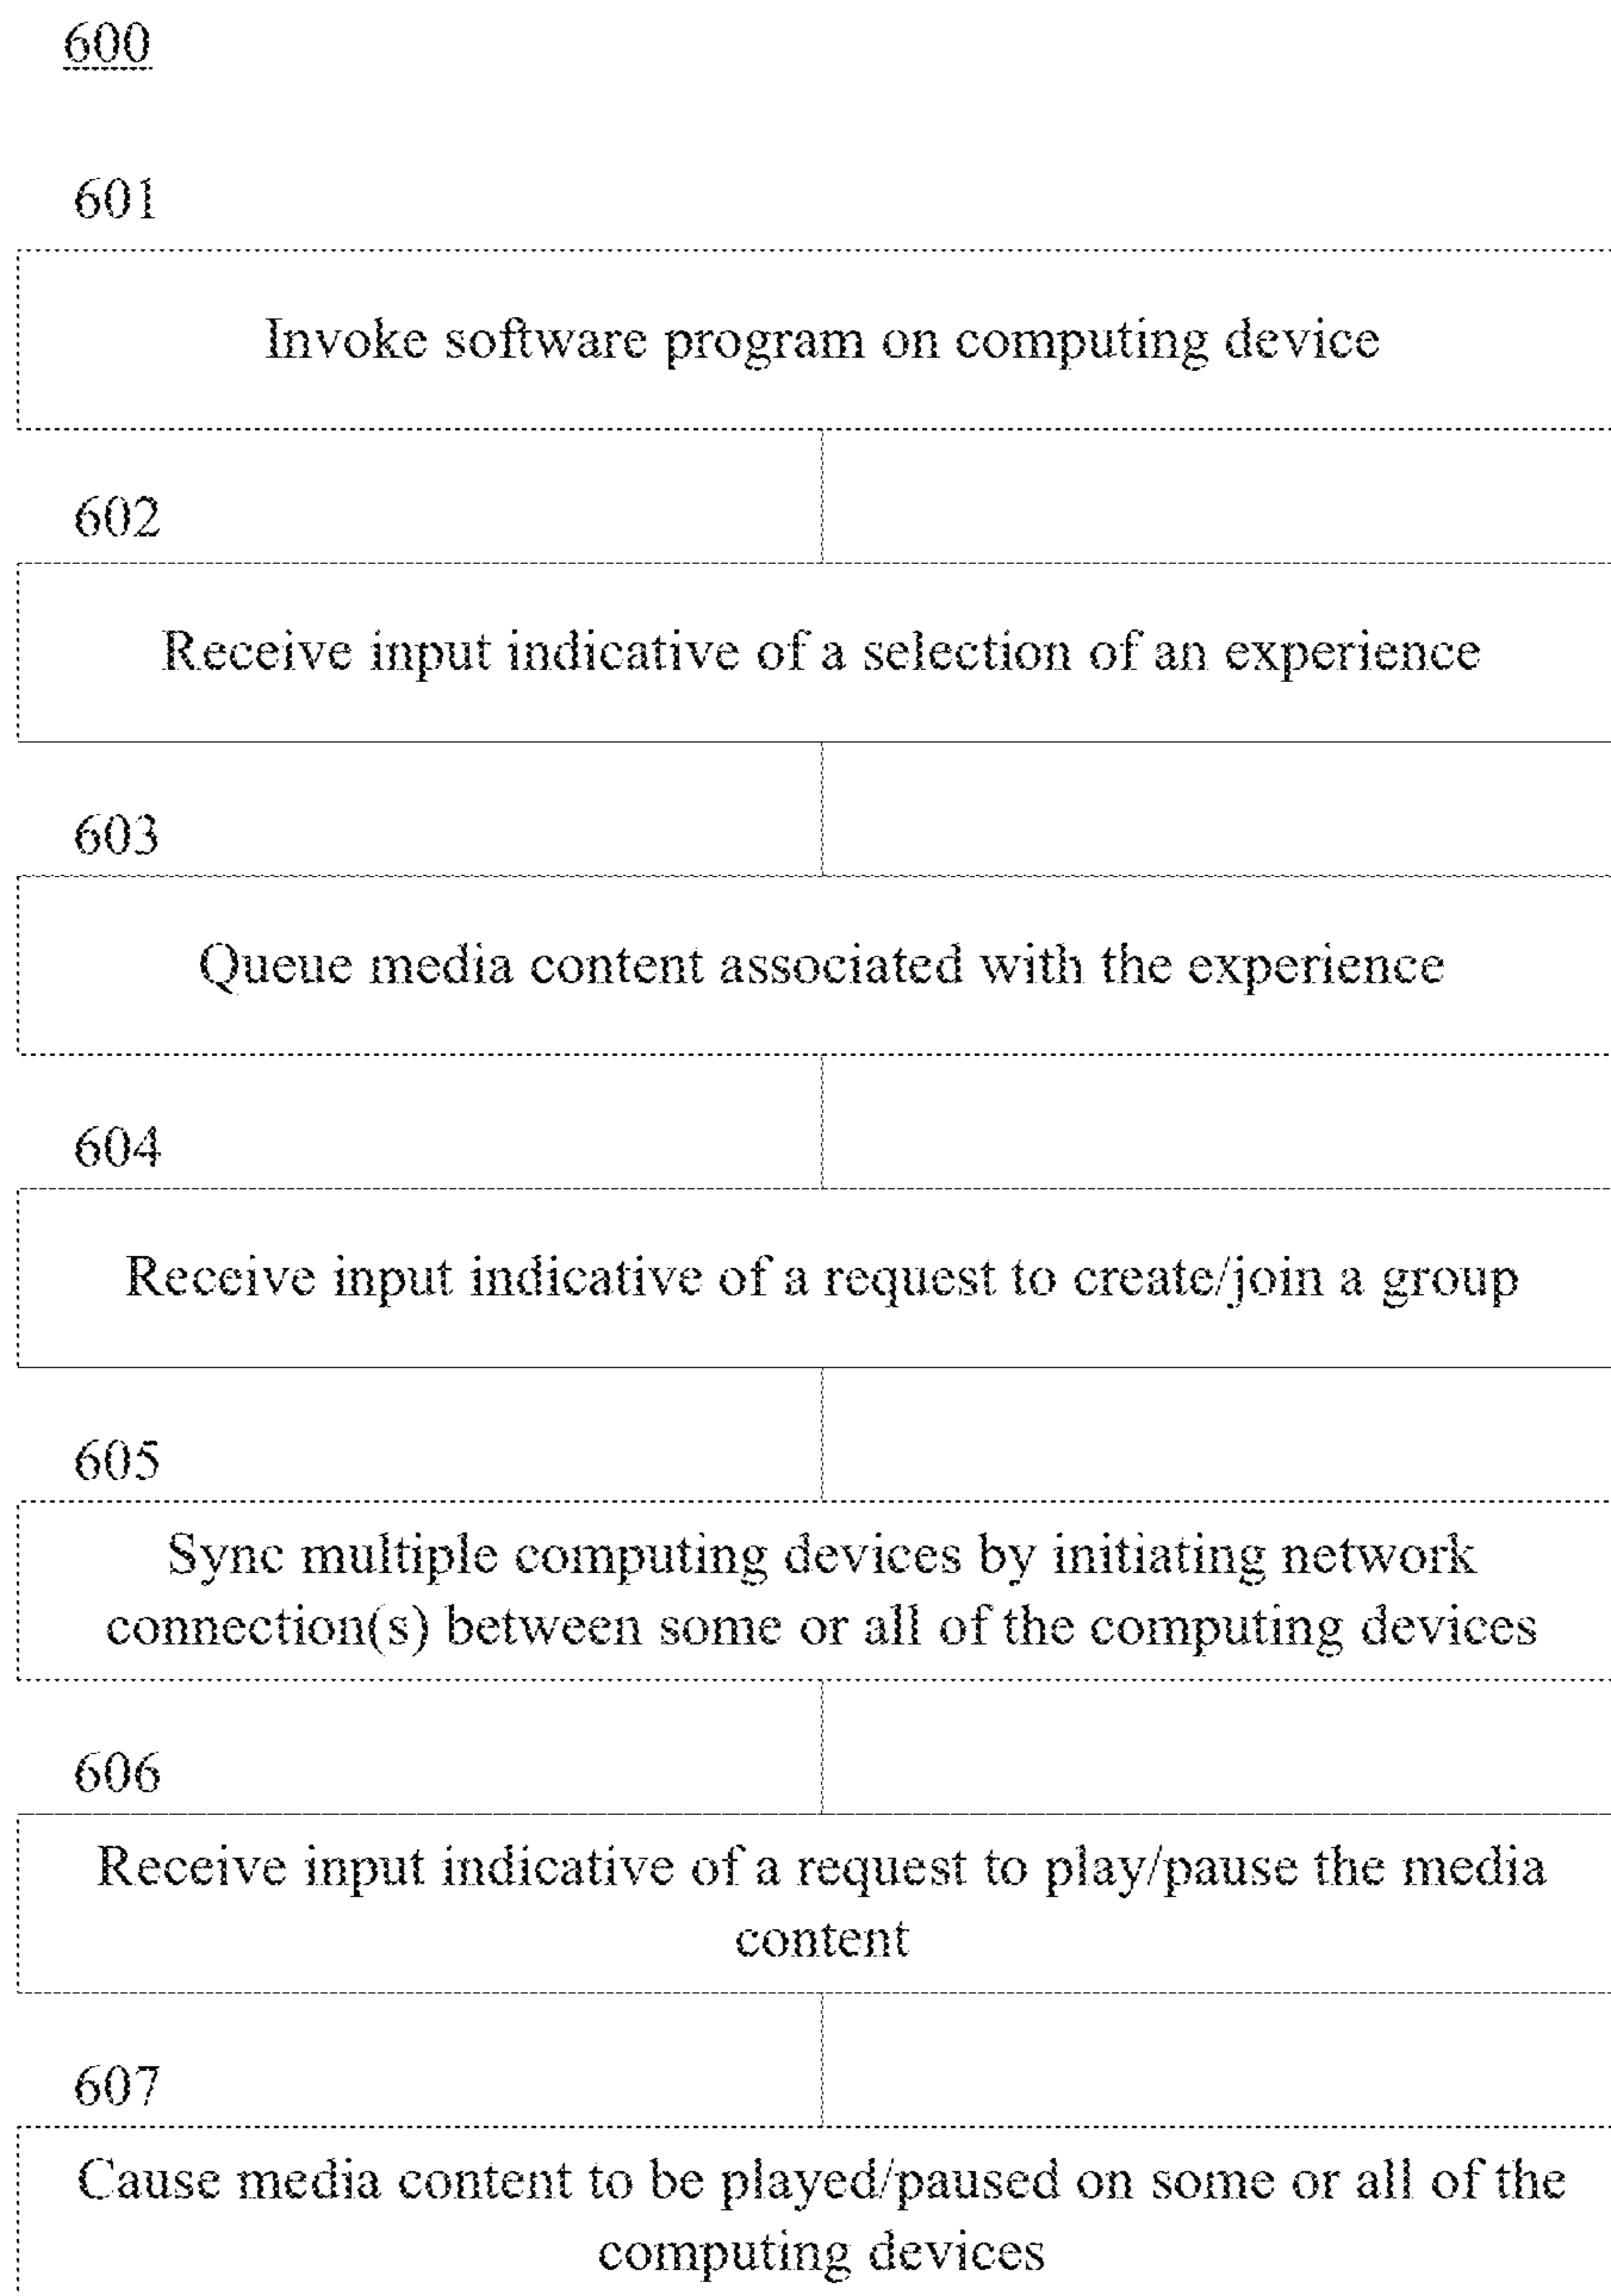 600
601
Invoke software program on computing device
602
Receive input indicative of a selection of an experience
603
Queue media content associated with the experience
604
Receive input indicative of a request to create/join a group
605
Sync multiple computing devices by initiating network
connection(s) between some or all of the computing devices
606
Receive input indicative of a request to play/pause the media
content
607
Cause media content to be played/paused on some or all of the
computing devices